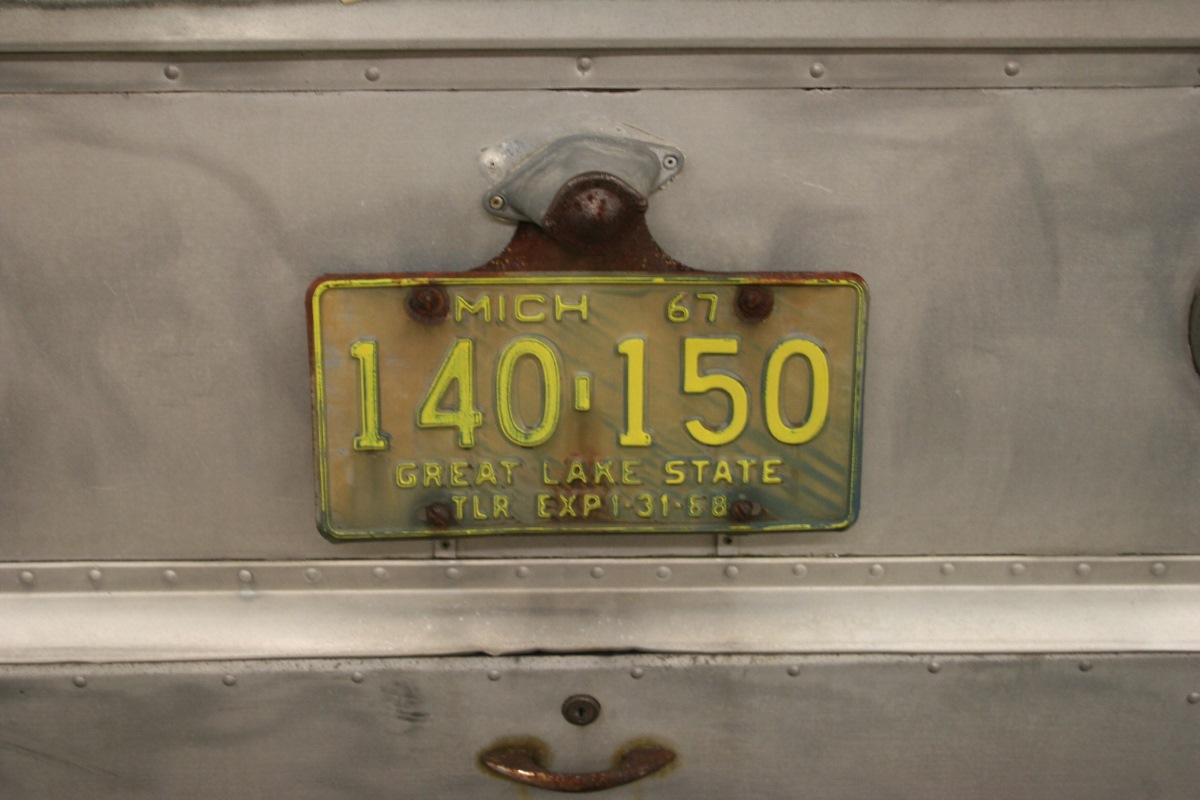 MICH 67
140-150
GREAT LAKE STATE
TLR EXP 1-31-68